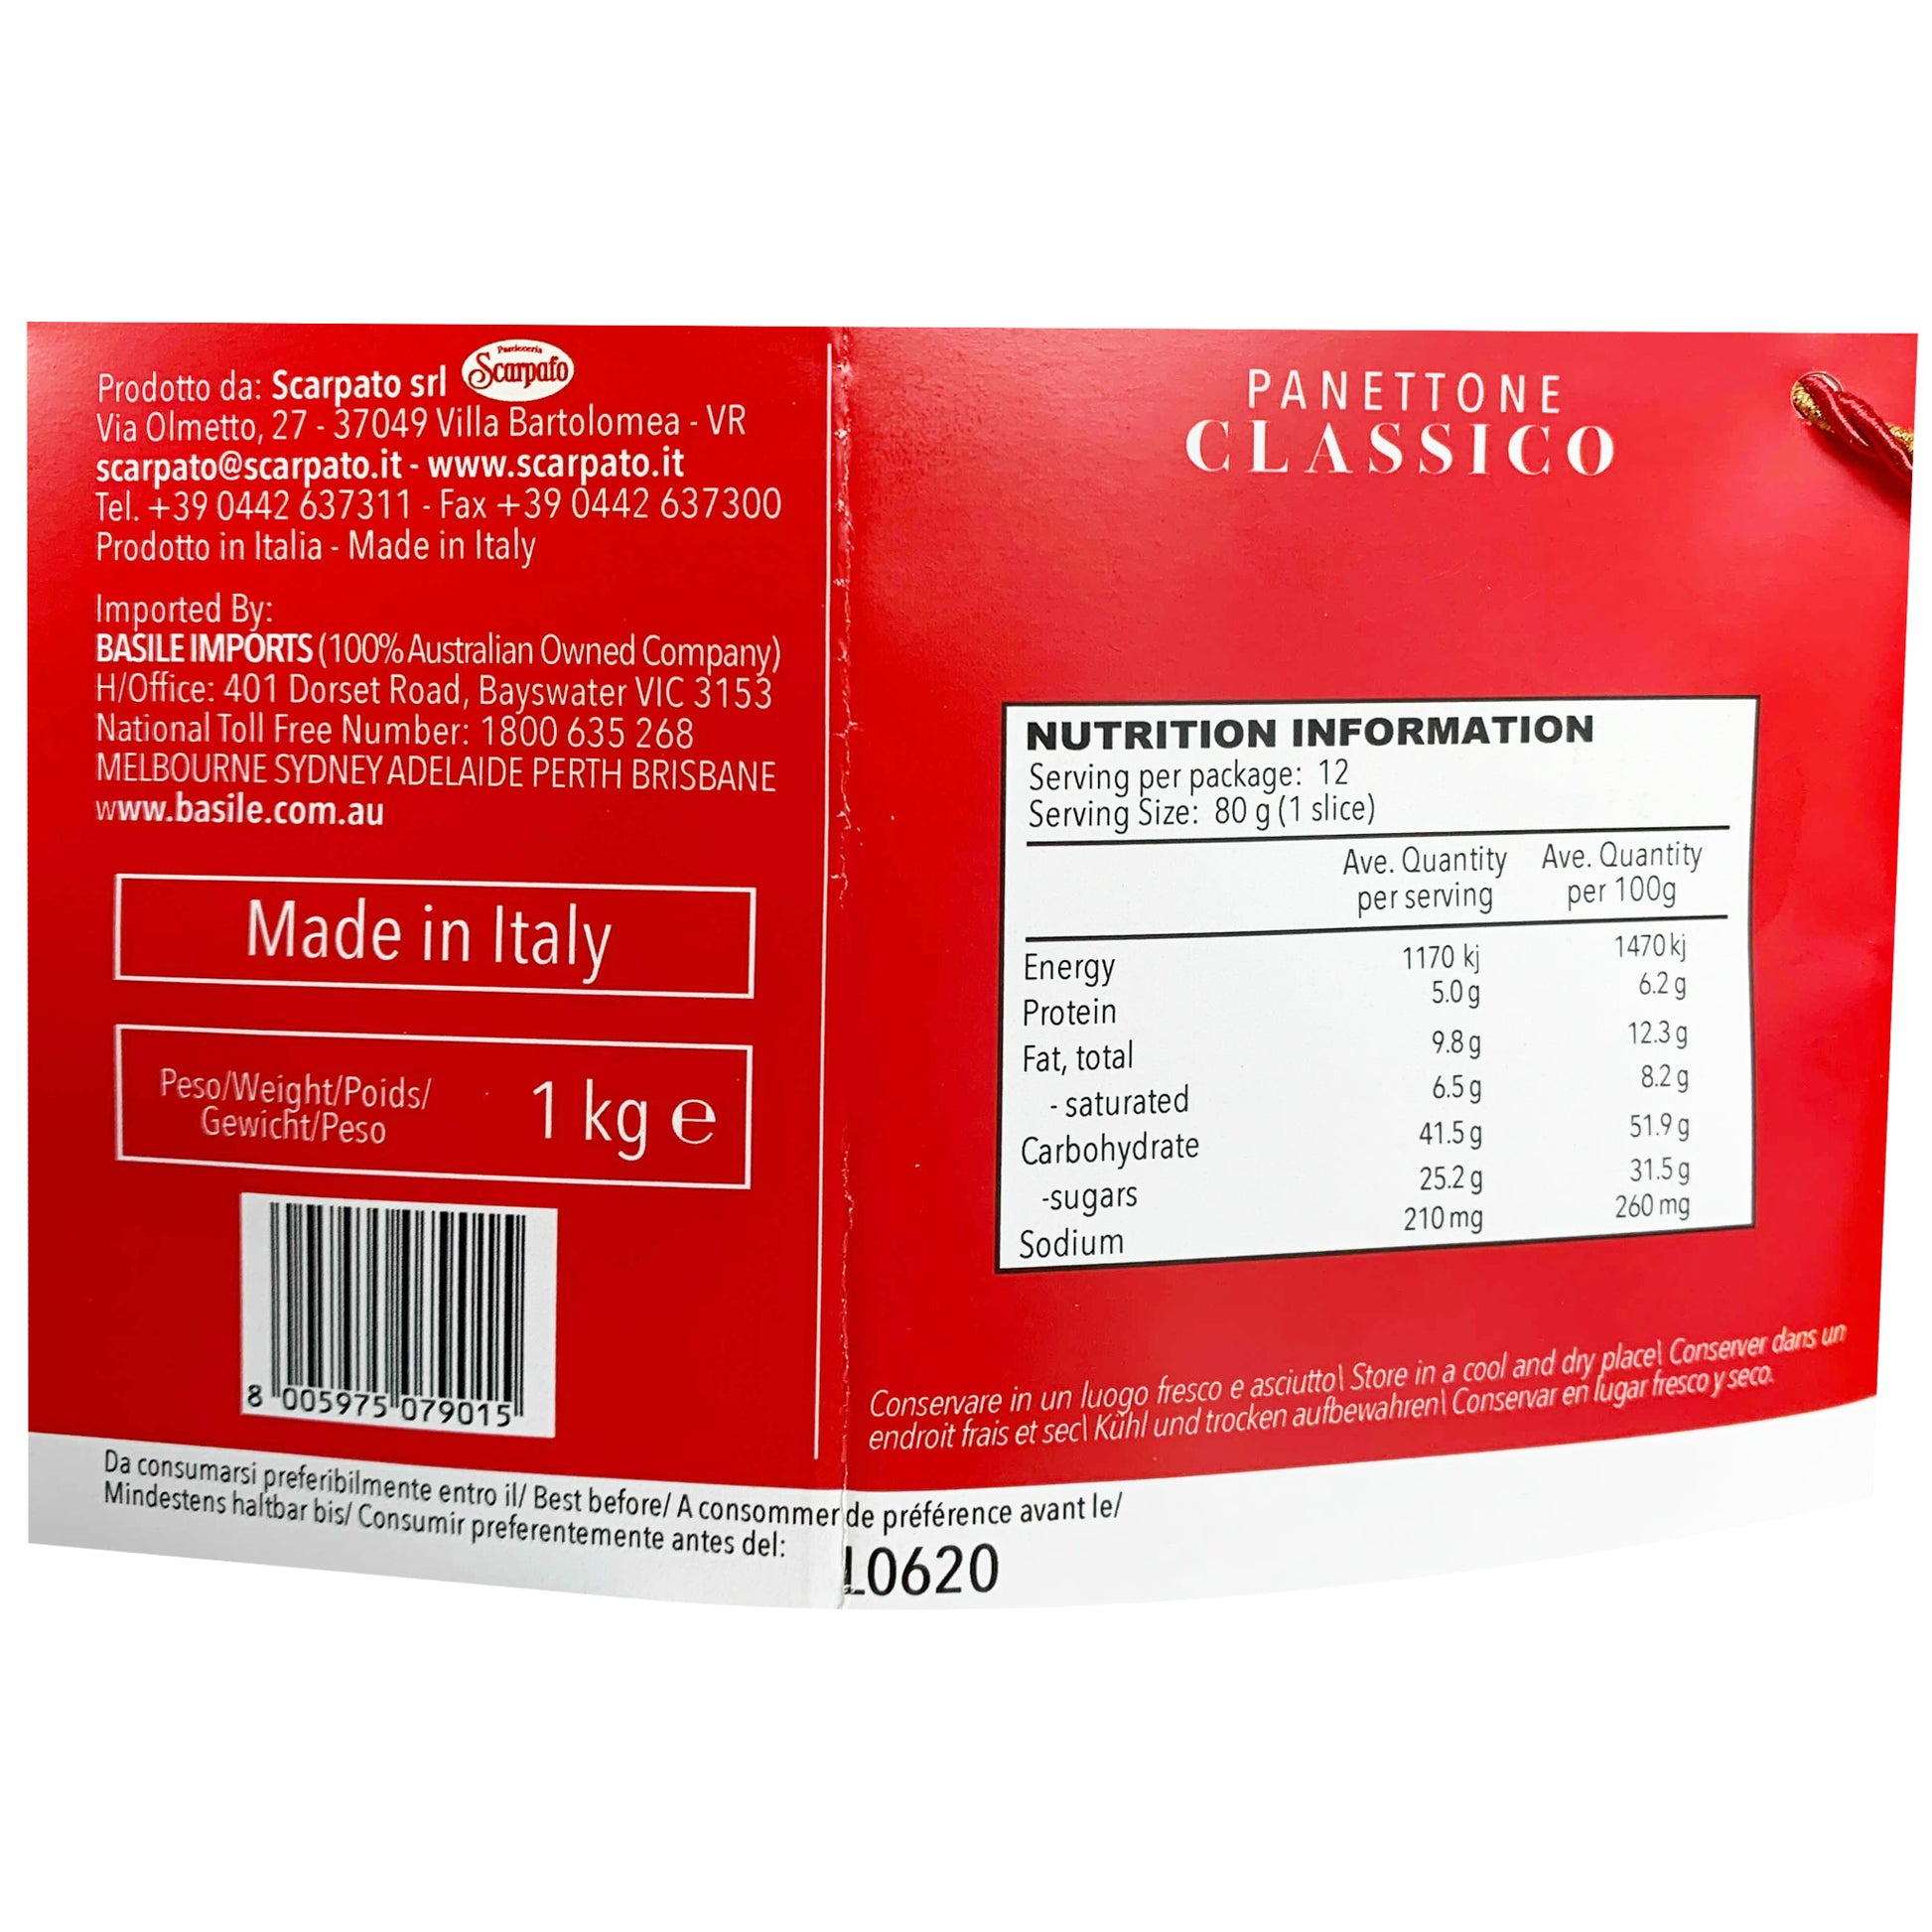 Prodotto da: Scarpato srl Pasticceria Scarpato
Via Olmetto, 27 - 37049 Villa Bartolomea - VR
scarpato@scarpato.it - www.scarpato.it
Tel. +39 0442 637311 - Fax +39 0442 637300
Prodotto in Italia - Made in Italy
Imported By:
BASILE IMPORTS (100% Australian Owned Company)
H/Office: 401 Dorset Road, Bayswater VIC 3153
National Toll Free Number: 1800 635 268
MELBOURNE SYDNEY ADELAIDE PERTH BRISBANE
www.basile.com.au
Made in Italy
Peso/Weight/Poids/
Gewicht/Peso
1 kg e
8 005975 079015
PANETTONE
CLASSICO
NUTRITION INFORMATION
Serving per package: 12
Serving Size: 80 g (1 slice)
Ave. Quantity per serving Ave. Quantity per 100g
Energy 1170 kj 1470 kj
Protein 5.0 g 6.2 g
Fat, total 9.8 g 12.3 g
- saturated 6.5 g 8.2 g
Carbohydrate 41.5 g 51.9 g
-sugars 25.2 g 31.5 g
Sodium 210 mg 260 mg
Conservare in un luogo fresco e asciutto\ Store in a cool and dry place\ Conserver dans un
endroit frais et sec\ Kühl und trocken aufbewahren\ Conservar en lugar fresco y seco.
Da consumarsi preferibilmente entro il/ Best before/ A consommer de préférence avant le/
Mindestens haltbar bis/ Consumir preferentemente antes del:
L0620